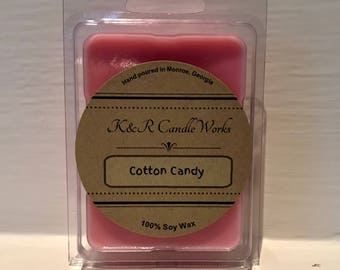 Hand poured in Monroe, Georgia
K&R CandleWorks
Cotton Candy
100% Soy Wax